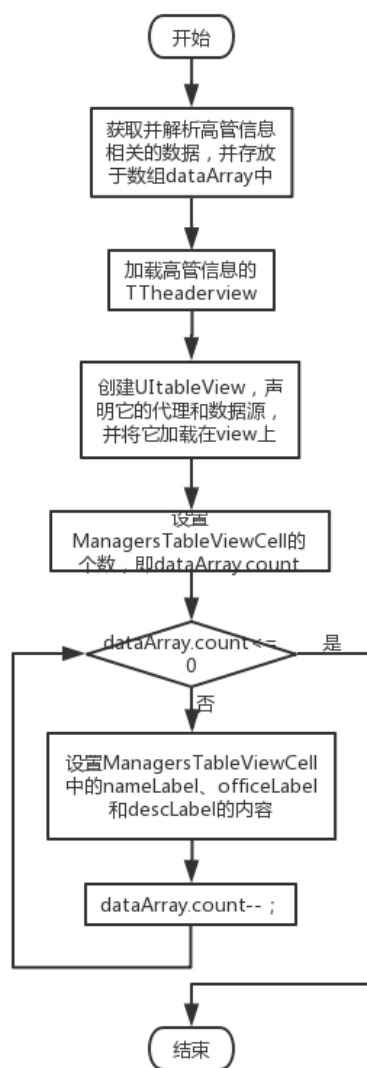 开始
获取并解析高管信息
相关的数据，并存放
于数组dataArray中
加载高管信息的
TTheaderview
创建UItableView，声
明它的代理和数据源，
并将它加载在view上
设置
ManagersTableViewCell的
个数，即dataArray.count
dataArray.count<=
0
是
否
设置ManagersTableViewCell
中的nameLabel、officeLabel
和descLabel的内容
dataArray.count--；
结束